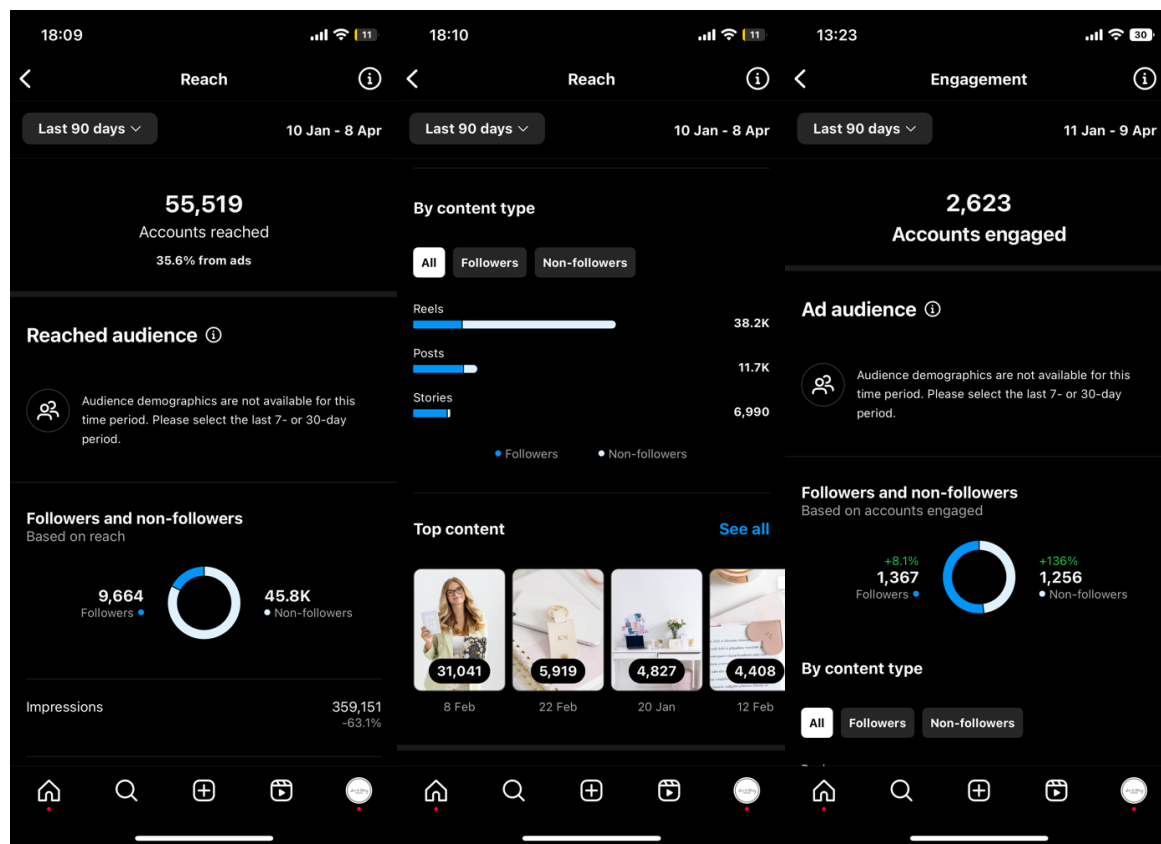 18:09
11
Reach
Last 90 days
10 Jan - 8 Apr
55,519
Accounts reached
35.6% from ads
Reached audience
Audience demographics are not available for this
time period. Please select the last 7- or 30-day
period.
Followers and non-followers
Based on reach
9,664
Followers
45.8K
Non-followers
Impressions
359,151
-63.1%
18:10
11
Reach
Last 90 days
10 Jan - 8 Apr
By content type
All
Followers
Non-followers
Reels
38.2K
Posts
11.7K
Stories
6,990
Followers
Non-followers
Top content
See all
KN
31,041
5,919
4,827
4,408
8 Feb
22 Feb
20 Jan
12 Feb
13:23
30
Engagement
Last 90 days
11 Jan - 9 Apr
2,623
Accounts engaged
Ad audience
Audience demographics are not available for this
time period. Please select the last 7- or 30-day
period.
Followers and non-followers
Based on accounts engaged
+8.1%
1,367
Followers
+136%
1,256
Non-followers
By content type
All
Followers
Non-followers